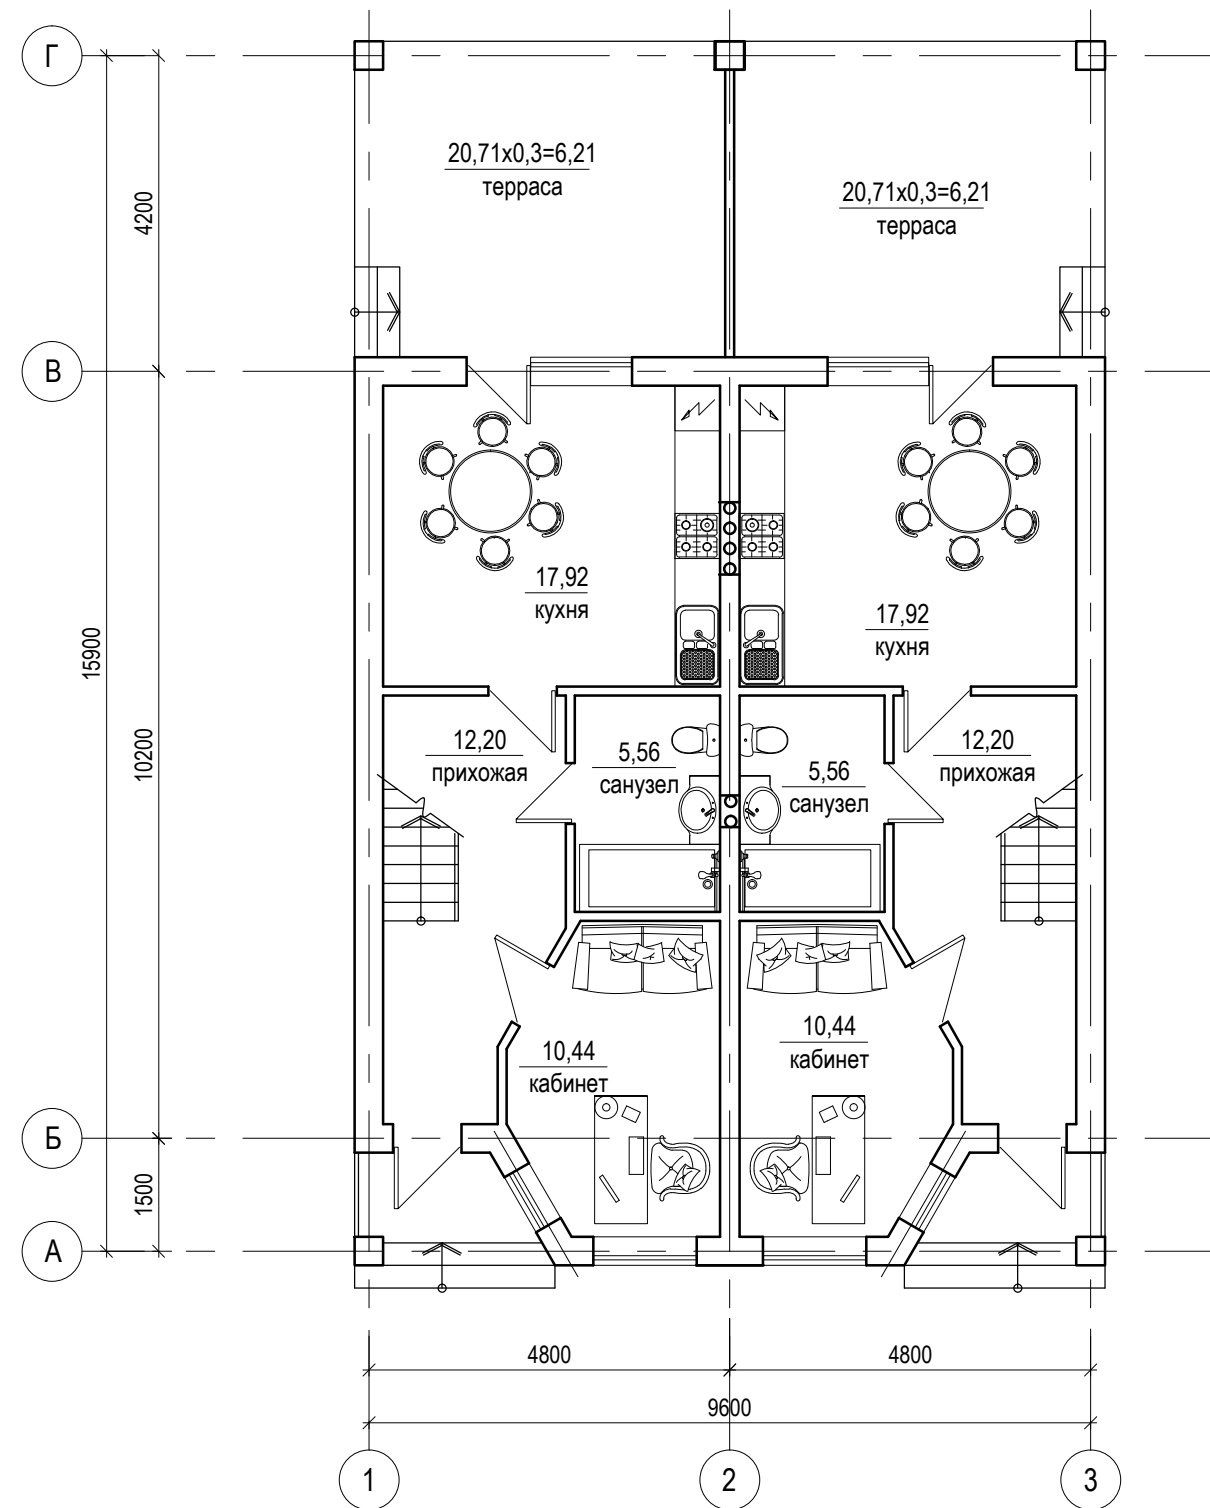 Г
20,71х0,3=6,21
терраса
20,71х0,3=6,21
терраса
4200
В
17,92
кухня
17,92
кухня
15900
10200
12,20
прихожая
5,56
санузел
5,56
санузел
12,20
прихожая
10,44
кабинет
10,44
кабинет
Б
1500
А
4800
4800
9600
1
2
3